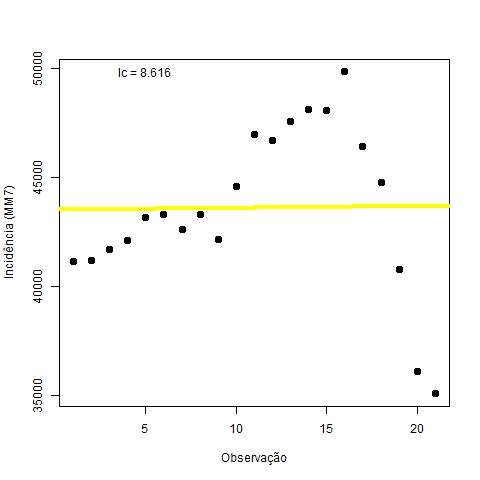 Ic = 8.616
50000
45000
40000
35000
Incidência (MM7)
5 10 15 20
Observação